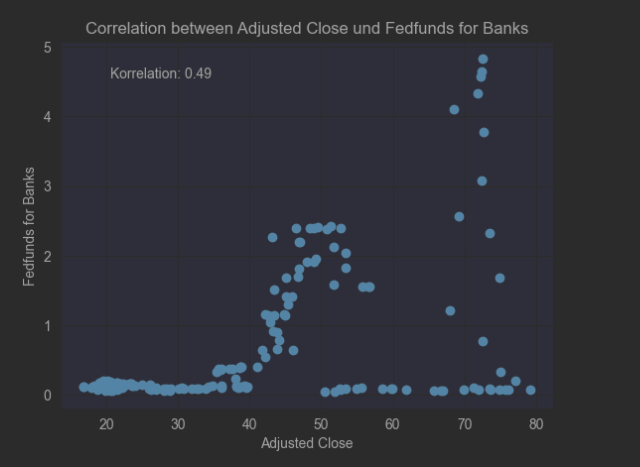 Correlation between Adjusted Close und Fedfunds for Banks
Korrelation: 0.49
Fedfunds for Banks
5
4
3
2
1
0
20 30 40 50 60 70 80
Adjusted Close